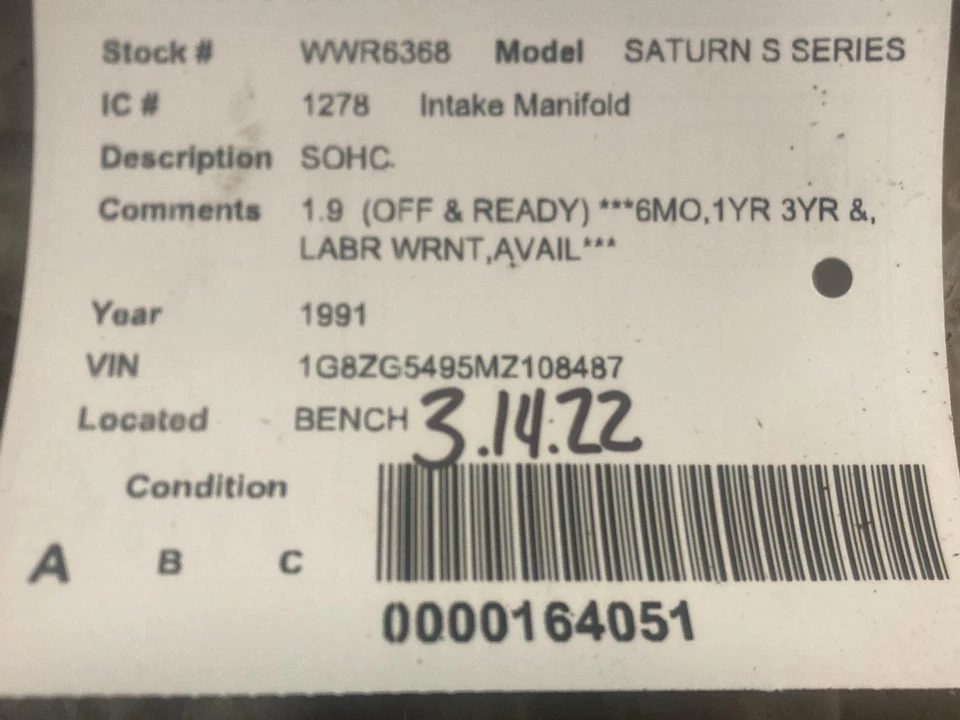 Stock # WWR6368 Model SATURN S SERIES
IC # 1278 Intake Manifold
Description SOHC.
Comments 1.9 (OFF & READY) ***6MO,1YR 3YR &,
LABR WRNT,AVAIL***
Year 1991
VIN 1G8ZG5495MZ108487
Located BENCH 3.14.22
Condition
A B C
0000164051